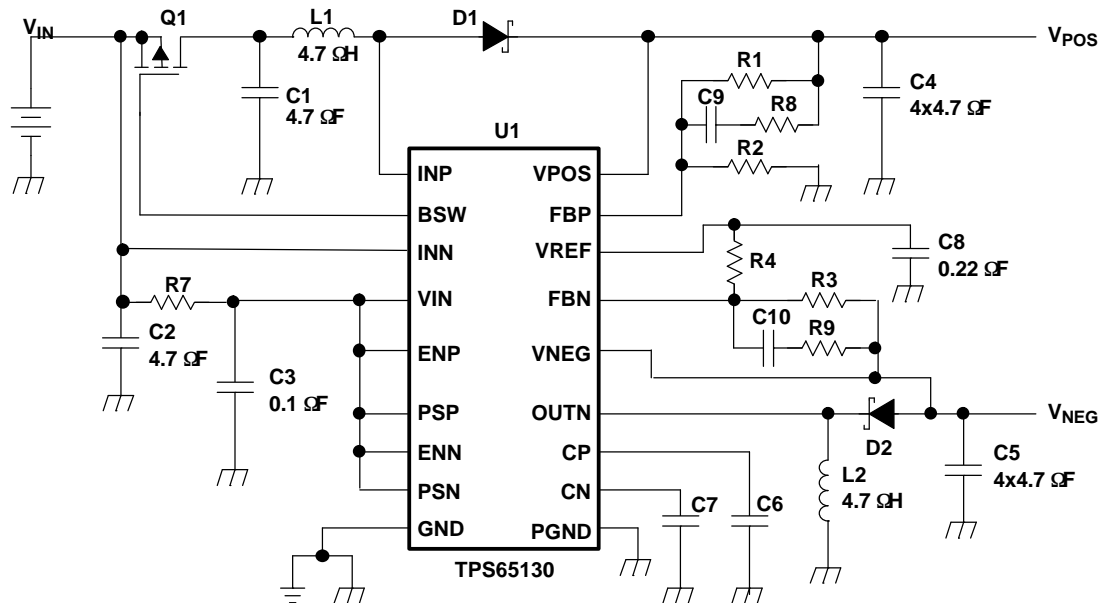 V_IN
Q1
L1
4.7 ΩH
D1
V_POS
C1
4.7 ΩF
R1
C9
R8
R2
C4
4x4.7 ΩF
U1
INP
BSW
INN
VIN
ENP
PSP
ENN
PSN
GND
VPOS
FBP
VREF
FBN
VNEG
OUTN
CP
CN
PGND
TPS65130
R7
C2
4.7 ΩF
C3
0.1 ΩF
R4
C8
0.22 ΩF
R3
C10
R9
D2
V_NEG
L2
4.7 ΩH
C5
4x4.7 ΩF
C7
C6